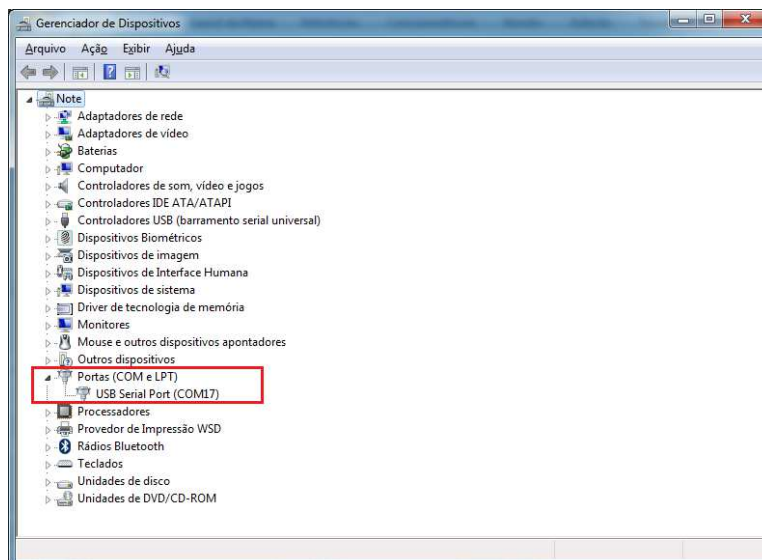 Gerenciador de Dispositivos
Arquivo Ação Exibir Ajuda
Note
Adaptadores de rede
Adaptadores de vídeo
Baterias
Computador
Controladores de som, vídeo e jogos
Controladores IDE ATA/ATAPI
Controladores USB (barramento serial universal)
Dispositivos Biométricos
Dispositivos de imagem
Dispositivos de Interface Humana
Dispositivos de sistema
Driver de tecnologia de memória
Monitores
Mouse e outros dispositivos apontadores
Outros dispositivos
Portas (COM e LPT)
USB Serial Port (COM17)
Processadores
Provedor de Impressão WSD
Rádios Bluetooth
Teclados
Unidades de disco
Unidades de DVD/CD-ROM